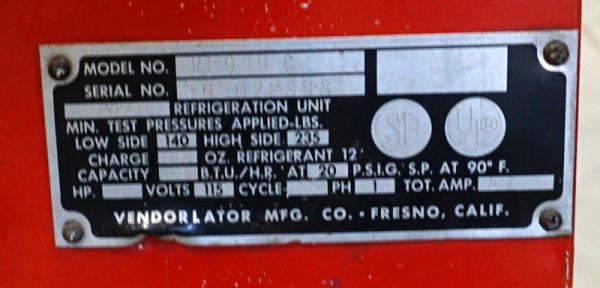 MODEL NO.
SERIAL NO.
REFRIGERATION UNIT
MIN. TEST PRESSURES APPLIED-LBS.
LOW SIDE 140 HIGH SIDE 235
CHARGE OZ. REFRIGERANT 12
CAPACITY B.T.U./H.R. AT 20 P.S.I.G. S.P. AT 90° F.
HP. VOLTS 115 CYCLE PH 1 TOT. AMP.
SA UL®
VENDORLATOR MFG. CO. • FRESNO, CALIF.